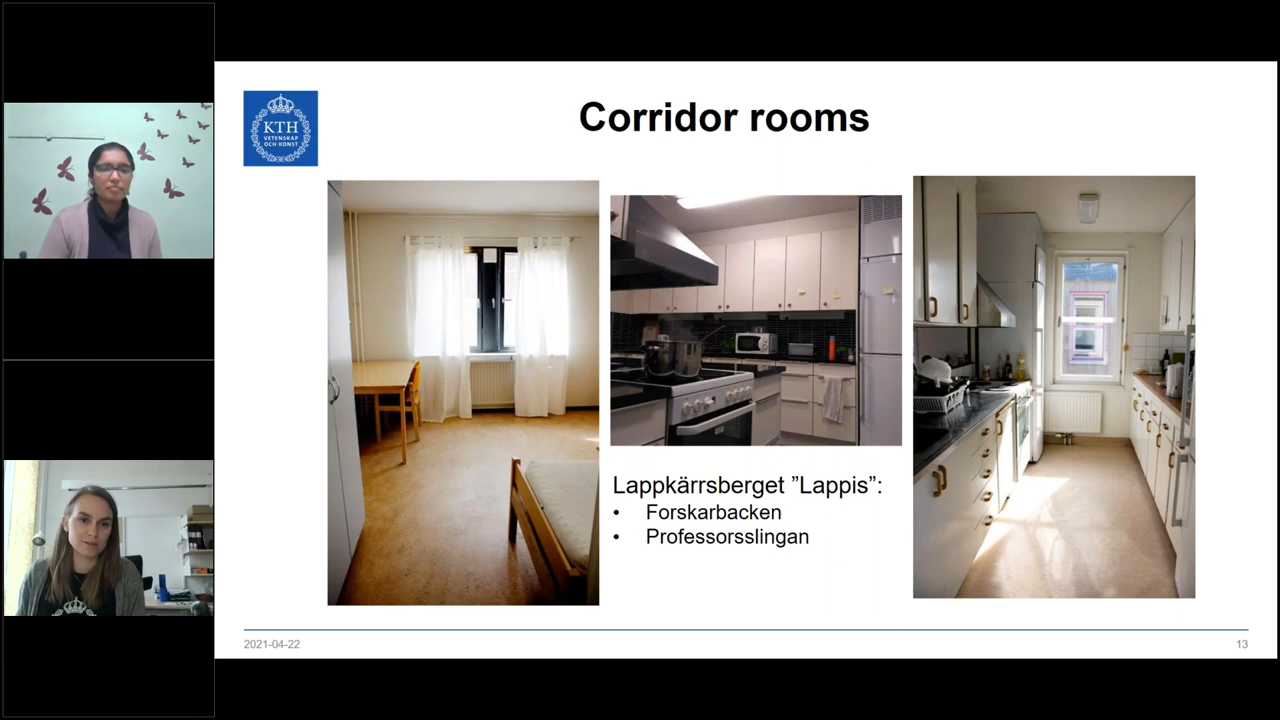 KTH
VETENSKAP
OCH KONST
Corridor rooms
Lappkärrsberget ”Lappis”:
• Forskarbacken
• Professorsslingan
2021-04-22
13